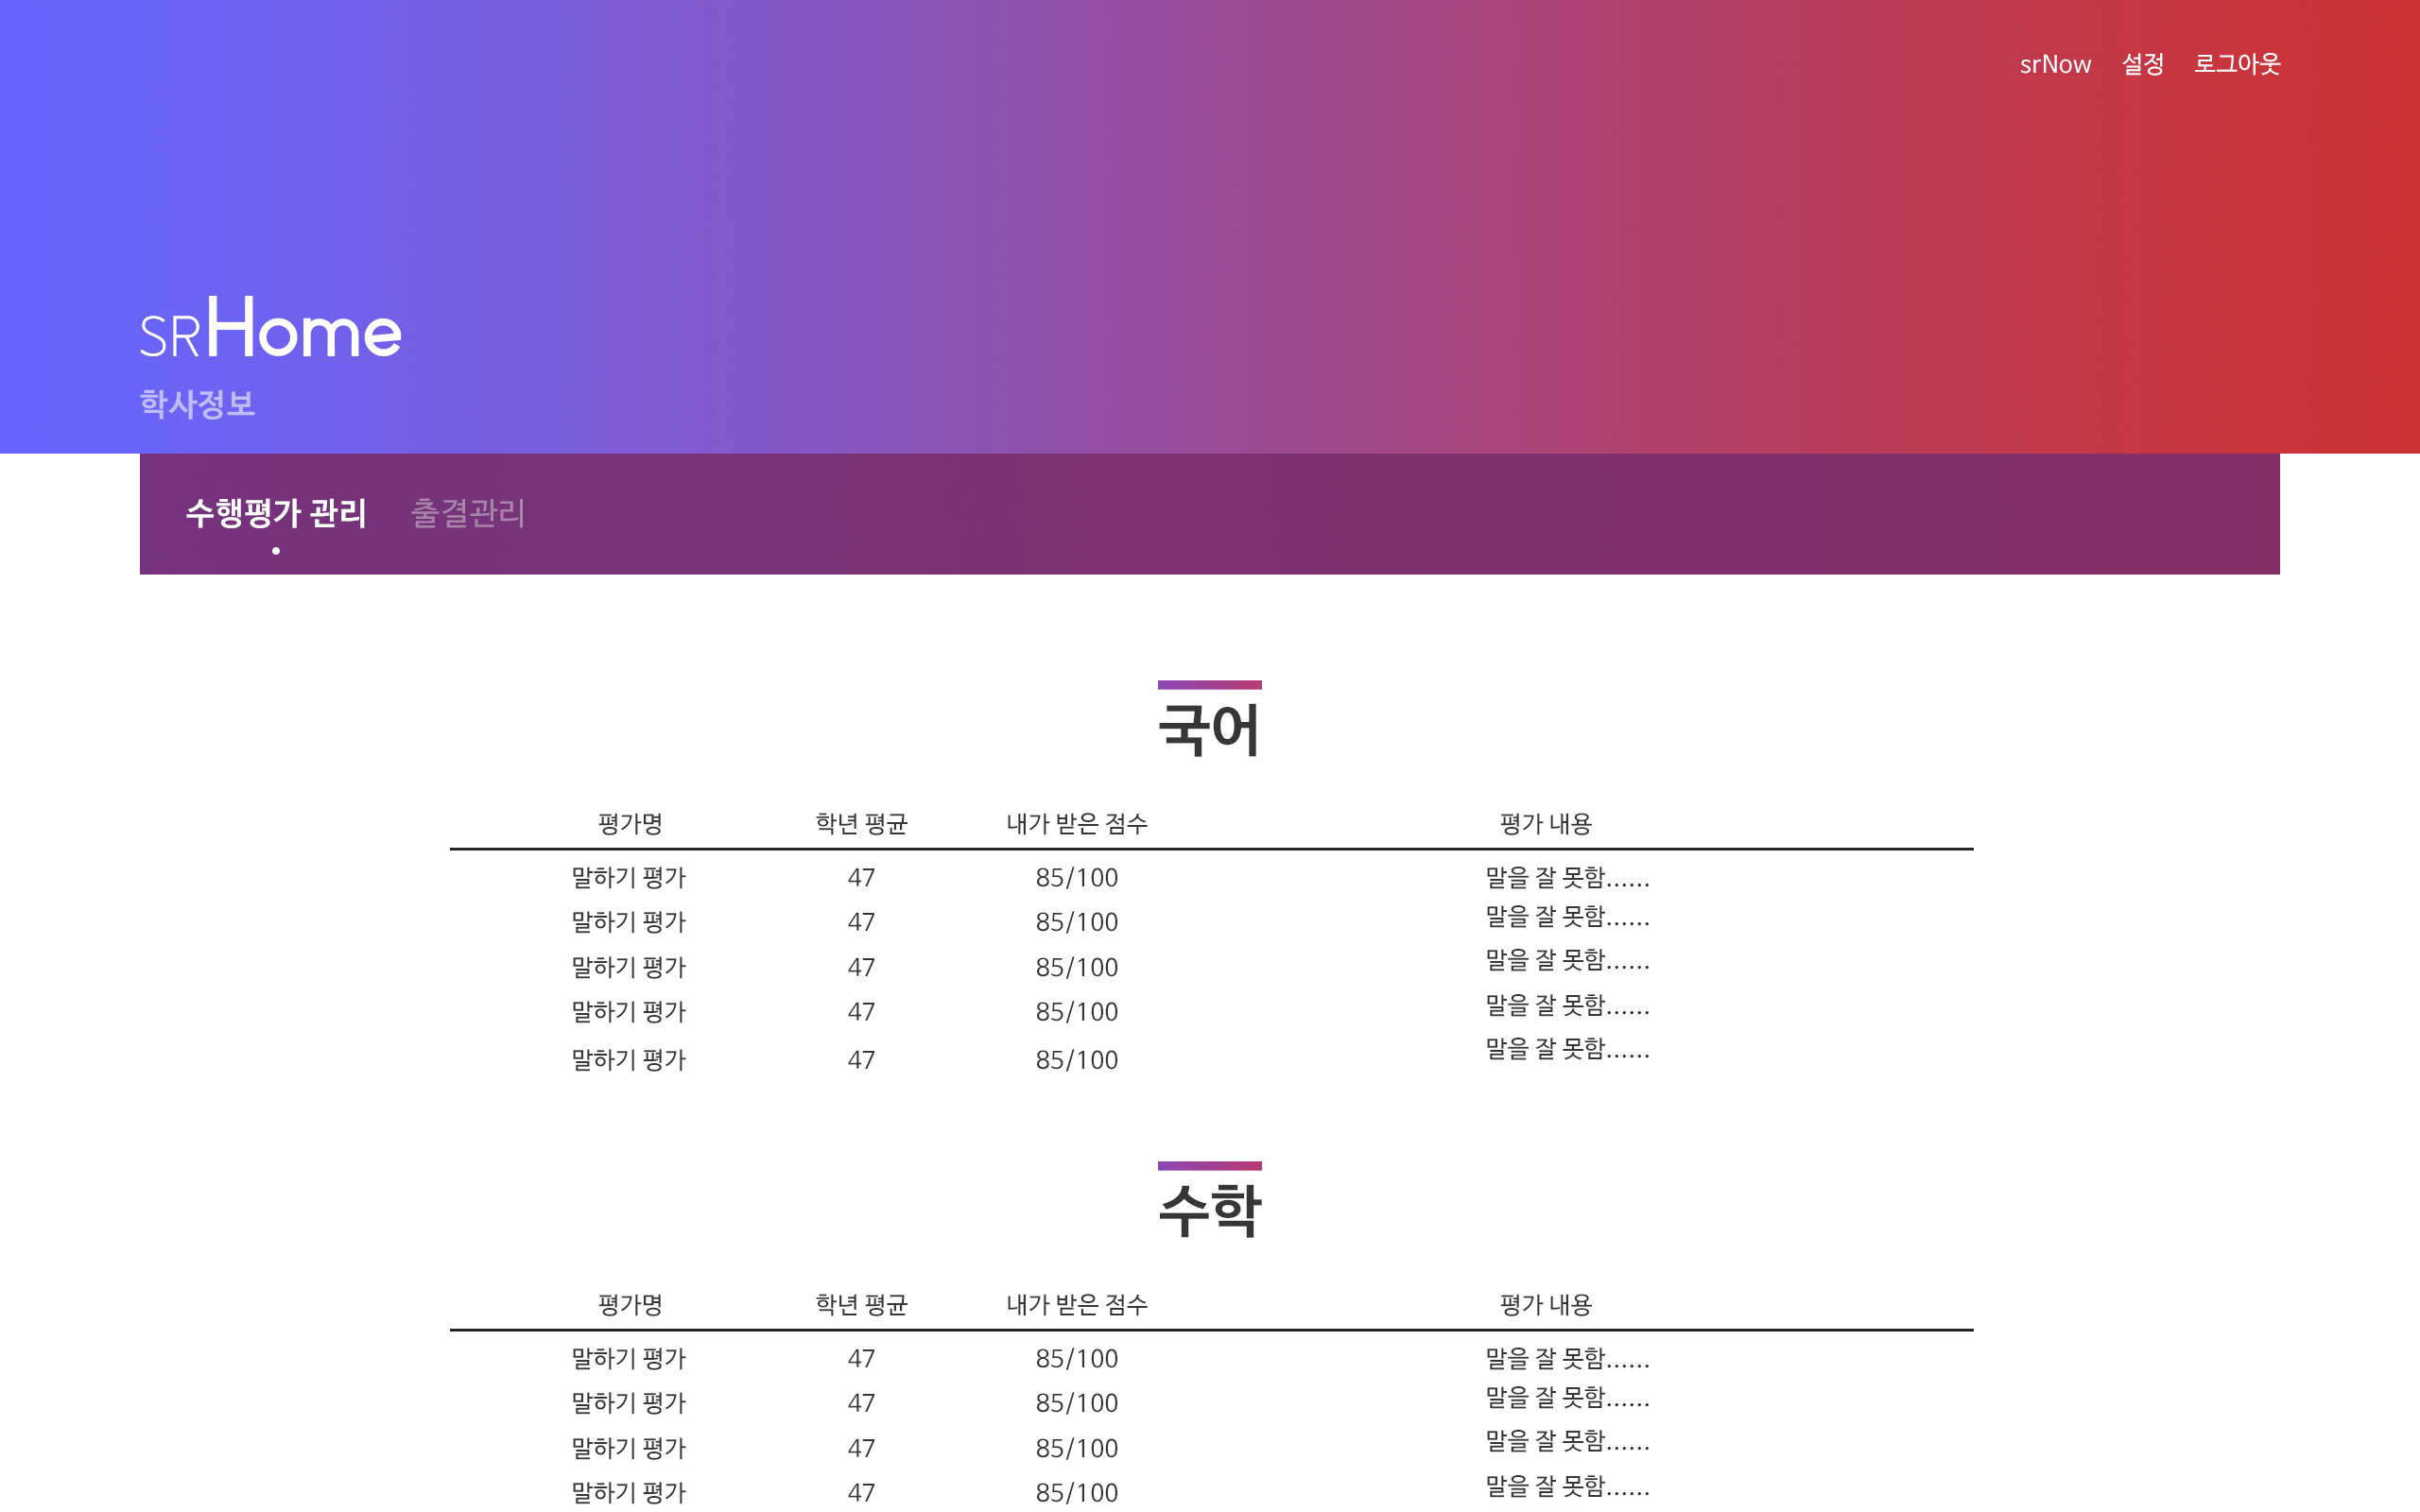 srNow 설정 로그아웃
SRHome
학사정보
수행평가 관리 출결관리
국어
평가명 학년 평균 내가 받은 점수 평가 내용
말하기 평가 47 85/100 말을 잘 못함......
말하기 평가 47 85/100 말을 잘 못함......
말하기 평가 47 85/100 말을 잘 못함......
말하기 평가 47 85/100 말을 잘 못함......
말하기 평가 47 85/100 말을 잘 못함......
수학
평가명 학년 평균 내가 받은 점수 평가 내용
말하기 평가 47 85/100 말을 잘 못함......
말하기 평가 47 85/100 말을 잘 못함......
말하기 평가 47 85/100 말을 잘 못함......
말하기 평가 47 85/100 말을 잘 못함......